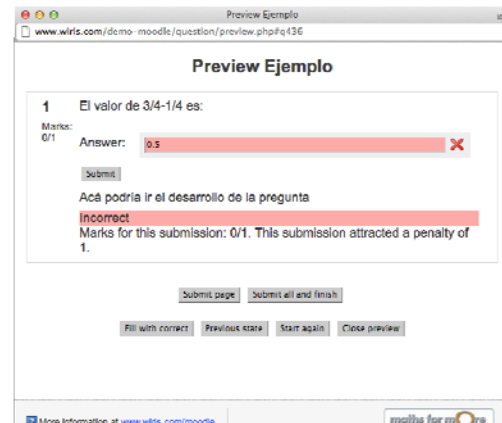 Preview Ejemplo
www.wiris.com/demo-moodle/question/preview.php#q436
Preview Ejemplo
1 El valor de 3/4-1/4 es:
Marks:
0/1
Answer: 0.5
Submit
Acá podría ir el desarrollo de la pregunta
Incorrect
Marks for this submission: 0/1. This submission attracted a penalty of
1.
Submit page Submit all and finish
Fill with correct Previous state Start again Close preview
More Information at www.wiris.com/moodle
maths for more